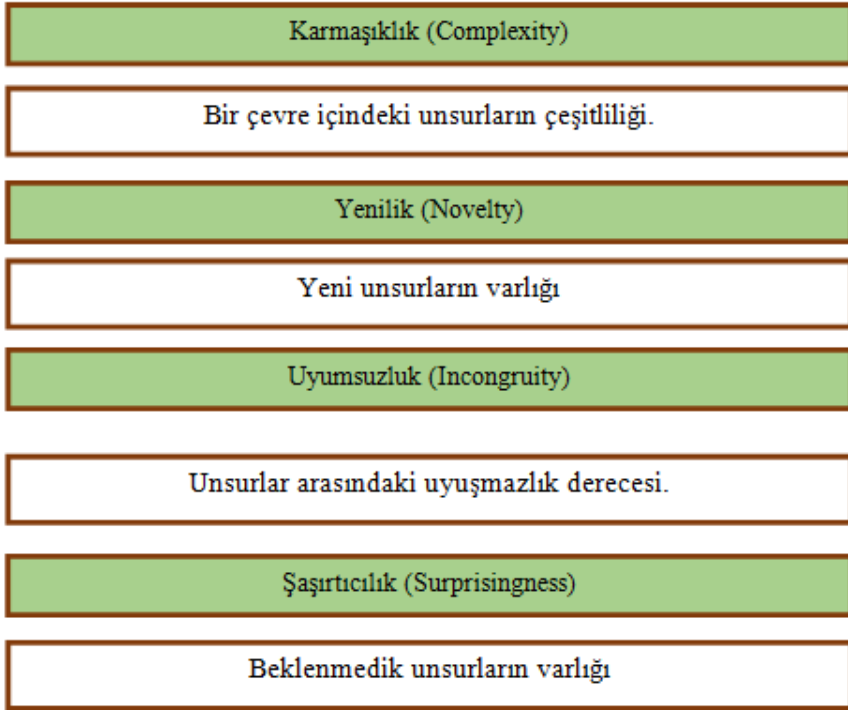 Karmaşıklık (Complexity)
Bir çevre içindeki unsurların çeşitliliği.
Yenilik (Novelty)
Yeni unsurların varlığı
Uyumsuzluk (Incongruity)
Unsurlar arasındaki uyuşmazlık derecesi.
Şaşırtıcılık (Surprisingness)
Beklenmedik unsurların varlığı